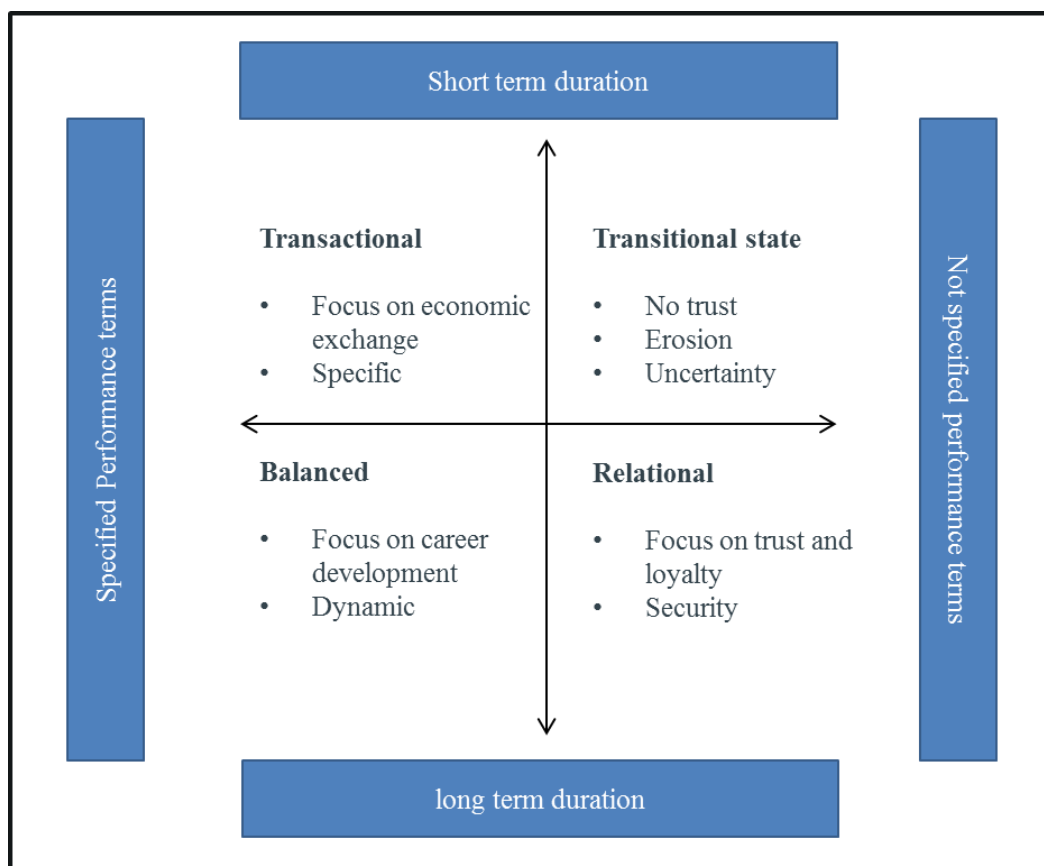 Short term duration
Specified Performance terms
Not specified performance terms
Transactional
• Focus on economic
exchange
• Specific
Transitional state
• No trust
• Erosion
• Uncertainty
Balanced
• Focus on career
development
• Dynamic
Relational
• Focus on trust and
loyalty
• Security
long term duration